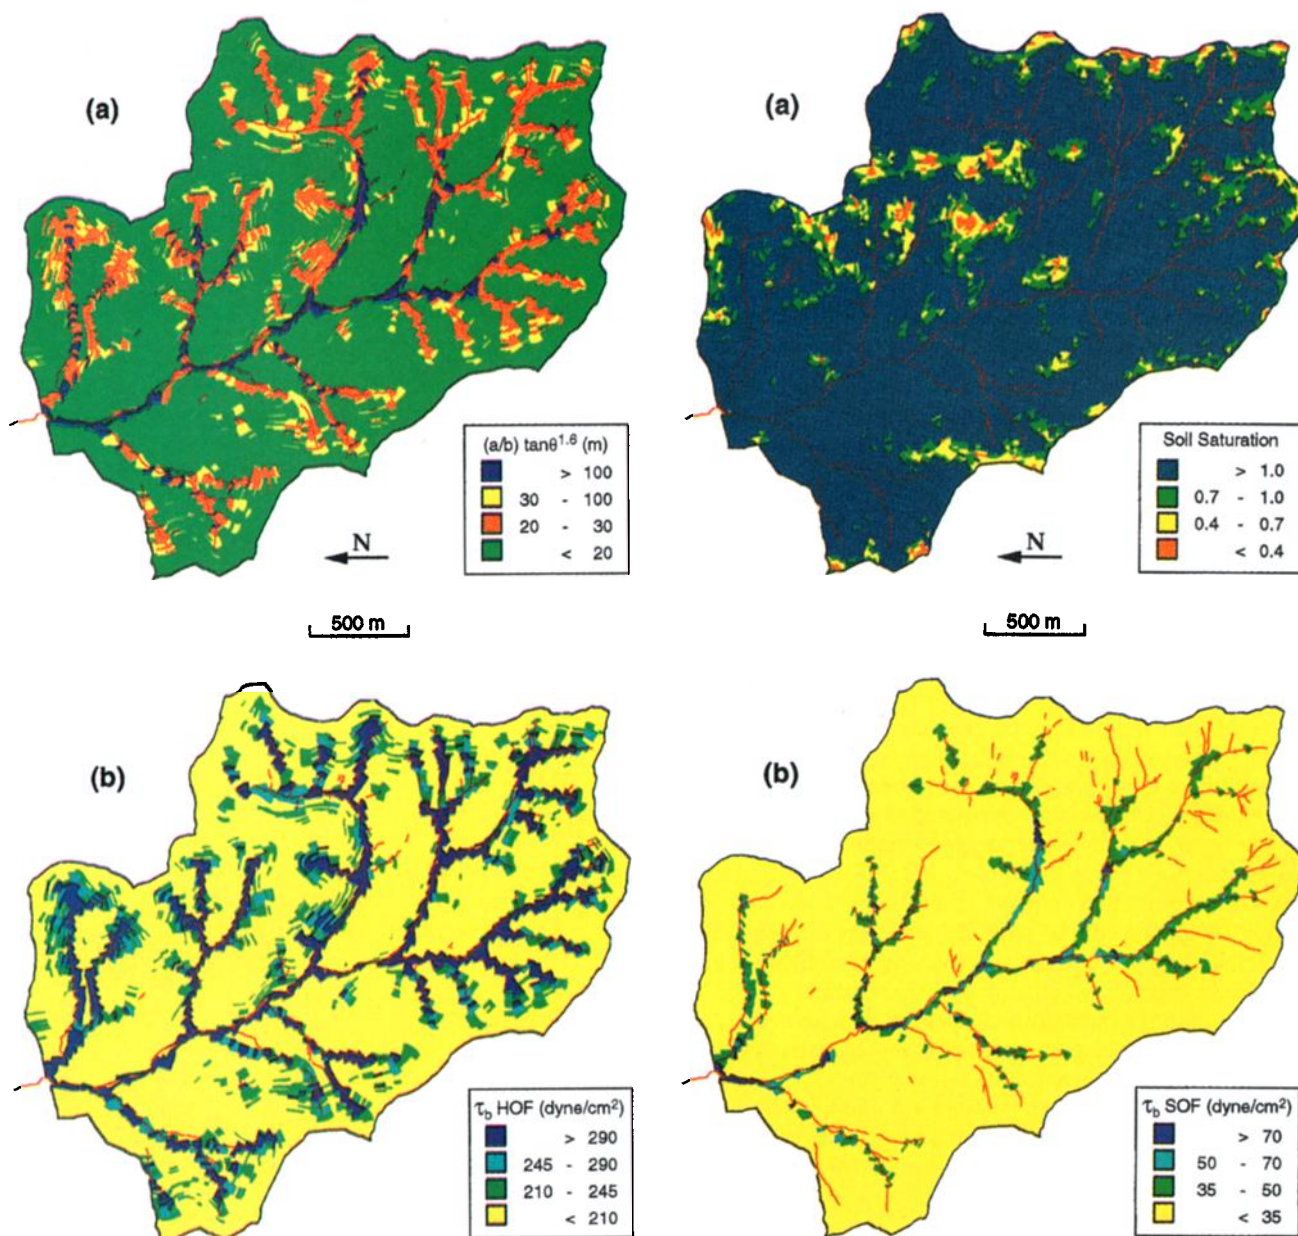 (a)
(a/b) tanθ^1.6 (m)
> 100
30 - 100
20 - 30
< 20
N
500 m
(a)
Soil Saturation
> 1.0
0.7 - 1.0
0.4 - 0.7
< 0.4
N
500 m
(b)
τb HOF (dyne/cm²)
> 290
245 - 290
210 - 245
< 210
(b)
τb SOF (dyne/cm²)
> 70
50 - 70
35 - 50
< 35